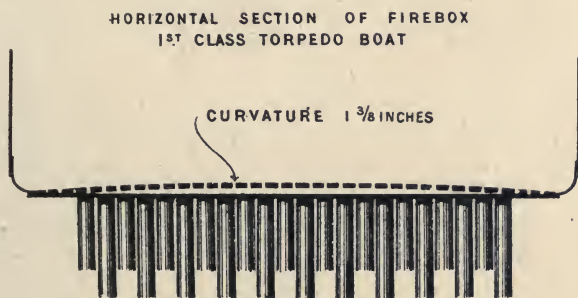 HORIZONTAL SECTION OF FIREBOX
1ST CLASS TORPEDO BOAT
CURVATURE 1 3/8 INCHES